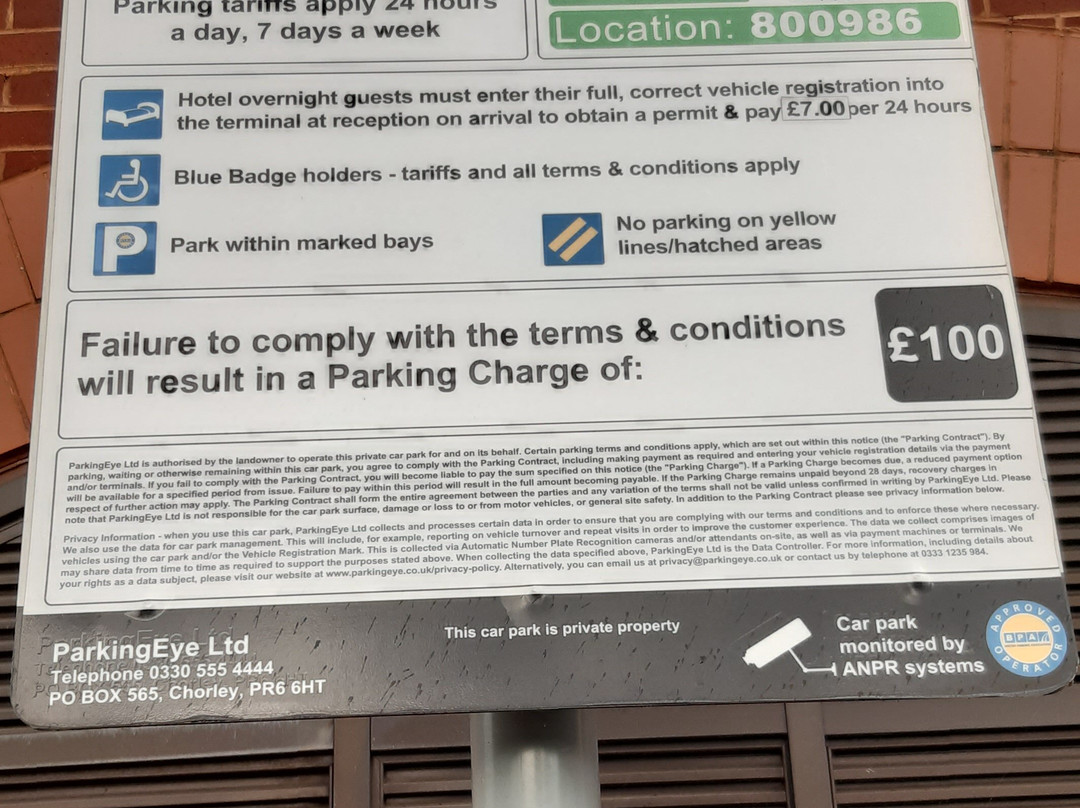 Parking tariffs apply 24 hours
a day, 7 days a week
Location: 800986
Hotel overnight guests must enter their full, correct vehicle registration into
the terminal at reception on arrival to obtain a permit & pay £7.00 per 24 hours
Blue Badge holders - tariffs and all terms & conditions apply
P
Park within marked bays
No parking on yellow
lines/hatched areas
Failure to comply with the terms & conditions
will result in a Parking Charge of:
£100
ParkingEye Ltd is authorised by the landowner to operate this private car park for and on its behalf. Certain parking terms and conditions apply, which are set out within this notice (the "Parking Contract"). By
parking, waiting or otherwise remaining within this car park, you agree to comply with the Parking Contract, including making payment as required and entering your vehicle registration details via the payment
and/or terminals. If you fail to comply with the Parking Contract, you will become liable to pay the sum specified on this notice (the "Parking Charge"). If a Parking Charge becomes due, a reduced payment option
will be available for a specified period from issue. Failure to pay within this period will result in the full amount becoming payable. If the Parking Charge remains unpaid beyond 28 days, recovery charges in
respect of further action may apply. The Parking Contract shall form the entire agreement between the parties and any variation of the terms shall not be valid unless confirmed in writing by ParkingEye Ltd. Please
note that ParkingEye Ltd is not responsible for the car park surface, damage or loss to or from motor vehicles, or general site safety. In addition to the Parking Contract please see privacy information below.
Privacy Information - when you use this car park, ParkingEye Ltd collects and processes certain data in order to ensure that you are complying with our terms and conditions and to enforce these where necessary.
We also use the data for car park management. This will include, for example, reporting on vehicle turnover and repeat visits in order to improve the customer experience. The data we collect comprises images of
vehicles using the car park and/or the Vehicle Registration Mark. This is collected via Automatic Number Plate Recognition cameras and/or attendants on-site, as well as via payment machines or terminals. We
may share data from time to time as required to support the purposes stated above. When collecting the data specified above, ParkingEye Ltd is the Data Controller. For more information, including details about
your rights as a data subject, please visit our website at www.parkingeye.co.uk/privacy-policy. Alternatively, you can email us at privacy@parkingeye.co.uk or contact us by telephone at 0333 1235 984.
ParkingEye Ltd
Telephone 0330 555 4444
PO BOX 565, Chorley, PR6 6HT
This car park is private property
Car park
monitored by
ANPR systems
APPROVED
BPA
OPERATOR